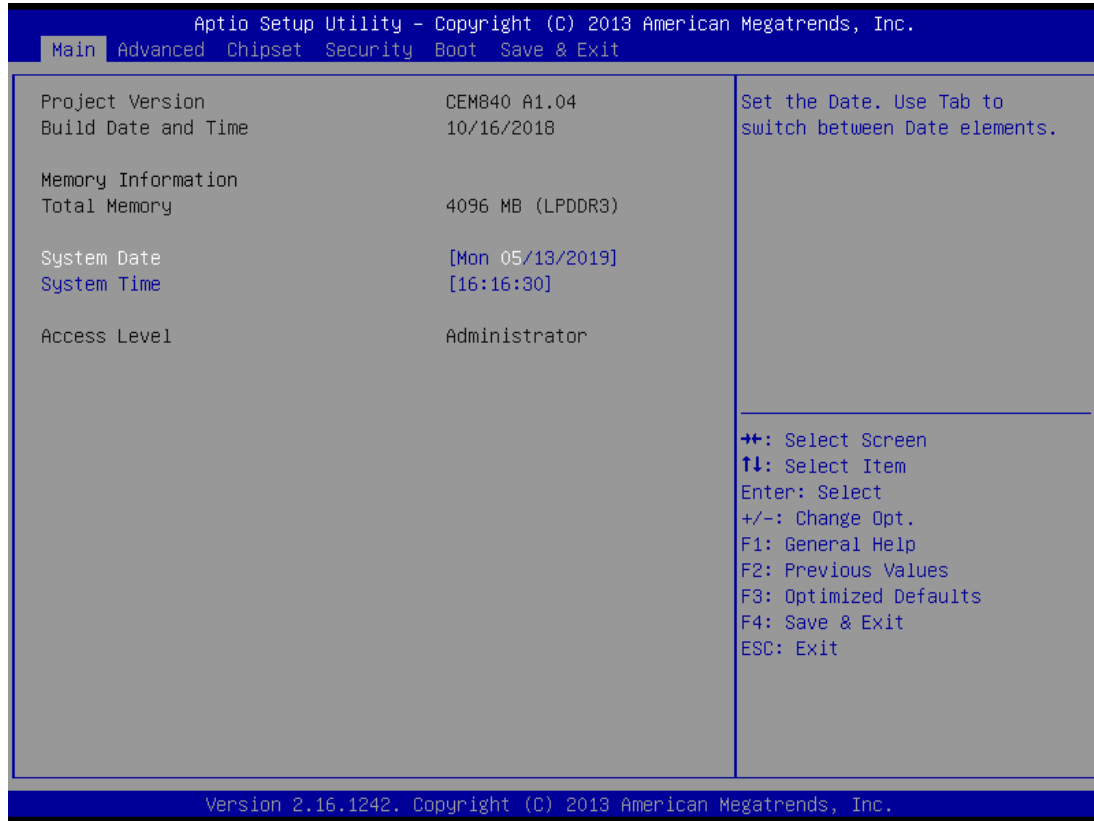 Aptio Setup Utility – Copyright (C) 2013 American Megatrends, Inc.
Main Advanced Chipset Security Boot Save & Exit
Project Version CEM840 A1.04
Build Date and Time 10/16/2018
Memory Information
Total Memory 4096 MB (LPDDR3)
System Date [Mon 05/13/2019]
System Time [16:16:30]
Access Level Administrator
Set the Date. Use Tab to
switch between Date elements.
→←: Select Screen
↑↓: Select Item
Enter: Select
+/-: Change Opt.
F1: General Help
F2: Previous Values
F3: Optimized Defaults
F4: Save & Exit
ESC: Exit
Version 2.16.1242. Copyright (C) 2013 American Megatrends, Inc.